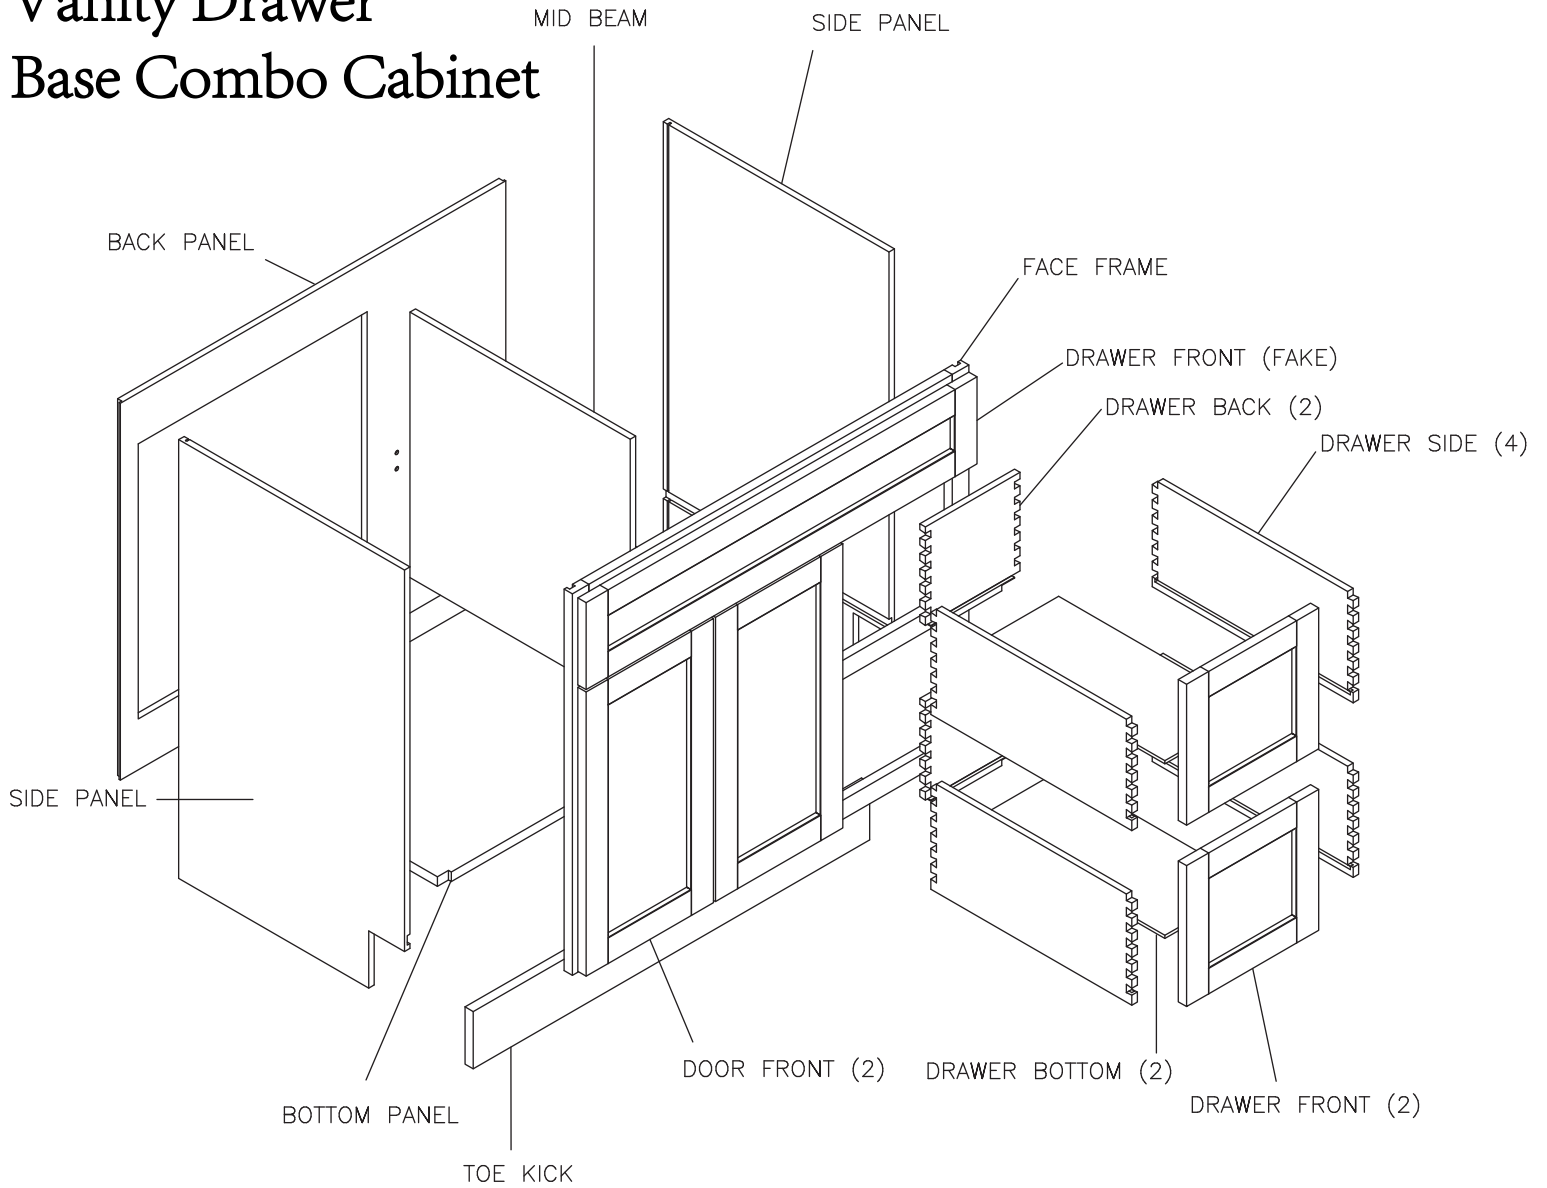 Vanity Drawer
Base Combo Cabinet
MID BEAM
SIDE PANEL
BACK PANEL
FACE FRAME
DRAWER FRONT (FAKE)
DRAWER BACK (2)
DRAWER SIDE (4)
SIDE PANEL
DOOR FRONT (2)
DRAWER BOTTOM (2)
DRAWER FRONT (2)
BOTTOM PANEL
TOE KICK